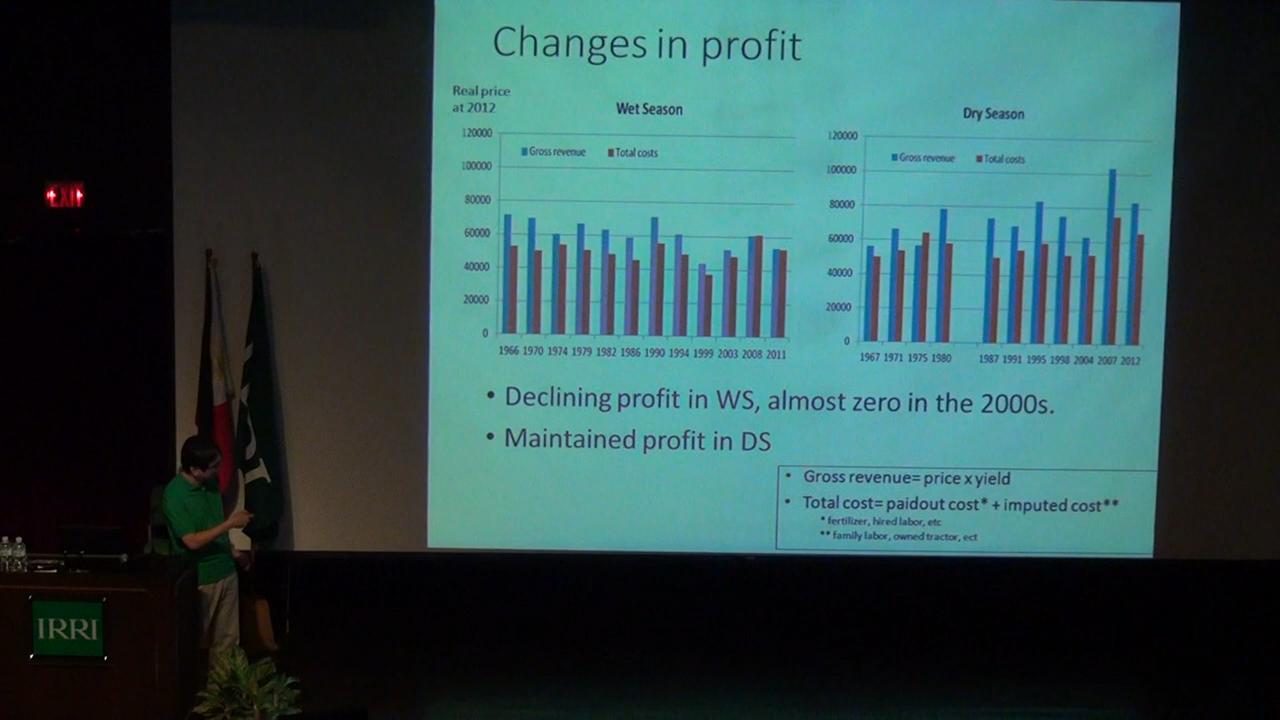 Changes in profit
Real price
at 2012
Wet Season
120000
100000
80000
60000
40000
20000
0
Gross revenue Total costs
1966 1970 1974 1979 1982 1986 1990 1994 1999 2003 2008 2011
Dry Season
120000
100000
80000
60000
40000
20000
0
Gross revenue Total costs
1967 1971 1975 1980 1987 1991 1995 1998 2004 2007 2012
• Declining profit in WS, almost zero in the 2000s.
• Maintained profit in DS
• Gross revenue= price x yield
• Total cost= paidout cost* + imputed cost**
* fertilizer, hired labor, etc
** family labor, owned tractor, ect
EXIT
IRRI